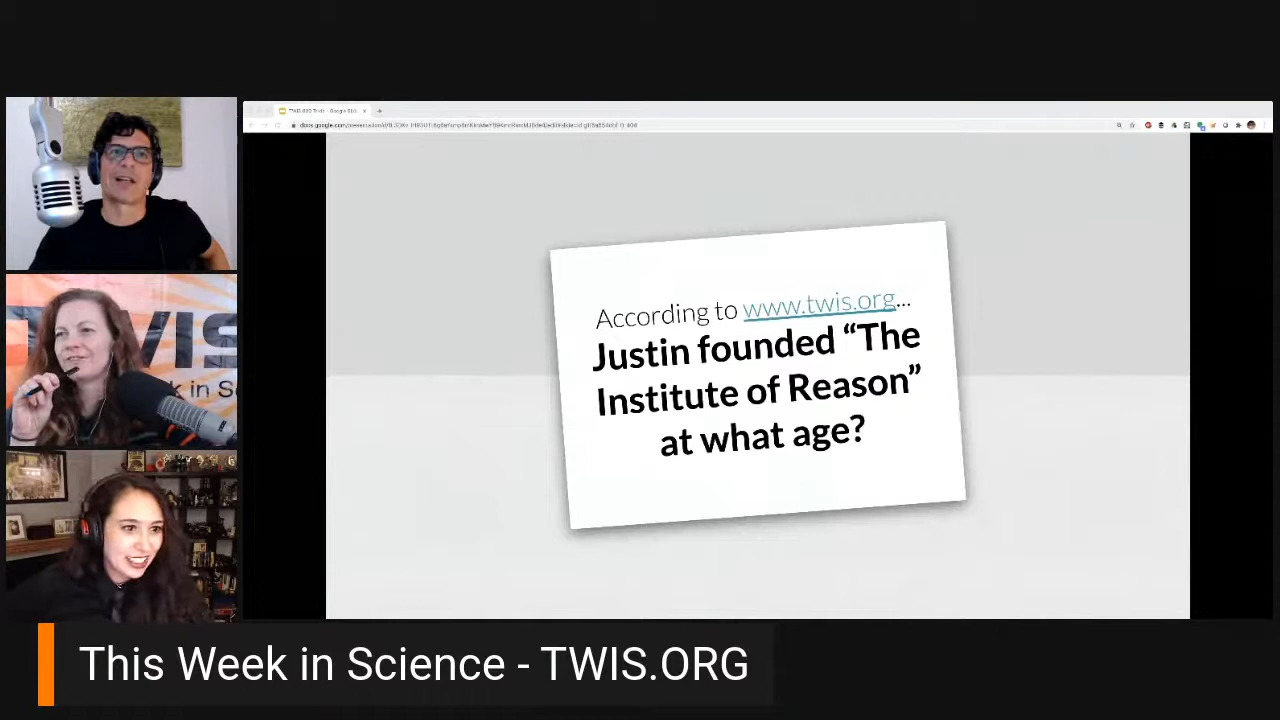 According to www.twis.org...
Justin founded “The
Institute of Reason”
at what age?
This Week in Science - TWIS.ORG